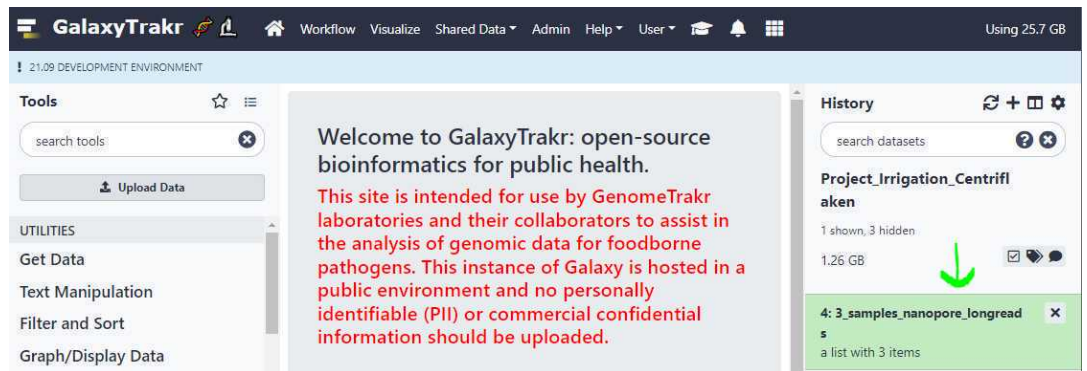 GalaxyTrakr Workflow Visualize Shared Data Admin Help User Using 25.7 GB
! 21.09 DEVELOPMENT ENVIRONMENT
Tools
search tools
Upload Data
UTILITIES
Get Data
Text Manipulation
Filter and Sort
Graph/Display Data
Welcome to GalaxyTrakr: open-source
bioinformatics for public health.
This site is intended for use by GenomeTrakr
laboratories and their collaborators to assist in
the analysis of genomic data for foodborne
pathogens. This instance of Galaxy is hosted in a
public environment and no personally
identifiable (PII) or commercial confidential
information should be uploaded.
History
search datasets
Project_Irrigation_Centrifl
aken
1 shown, 3 hidden
1.26 GB
4: 3_samples_nanopore_longread
s
a list with 3 items